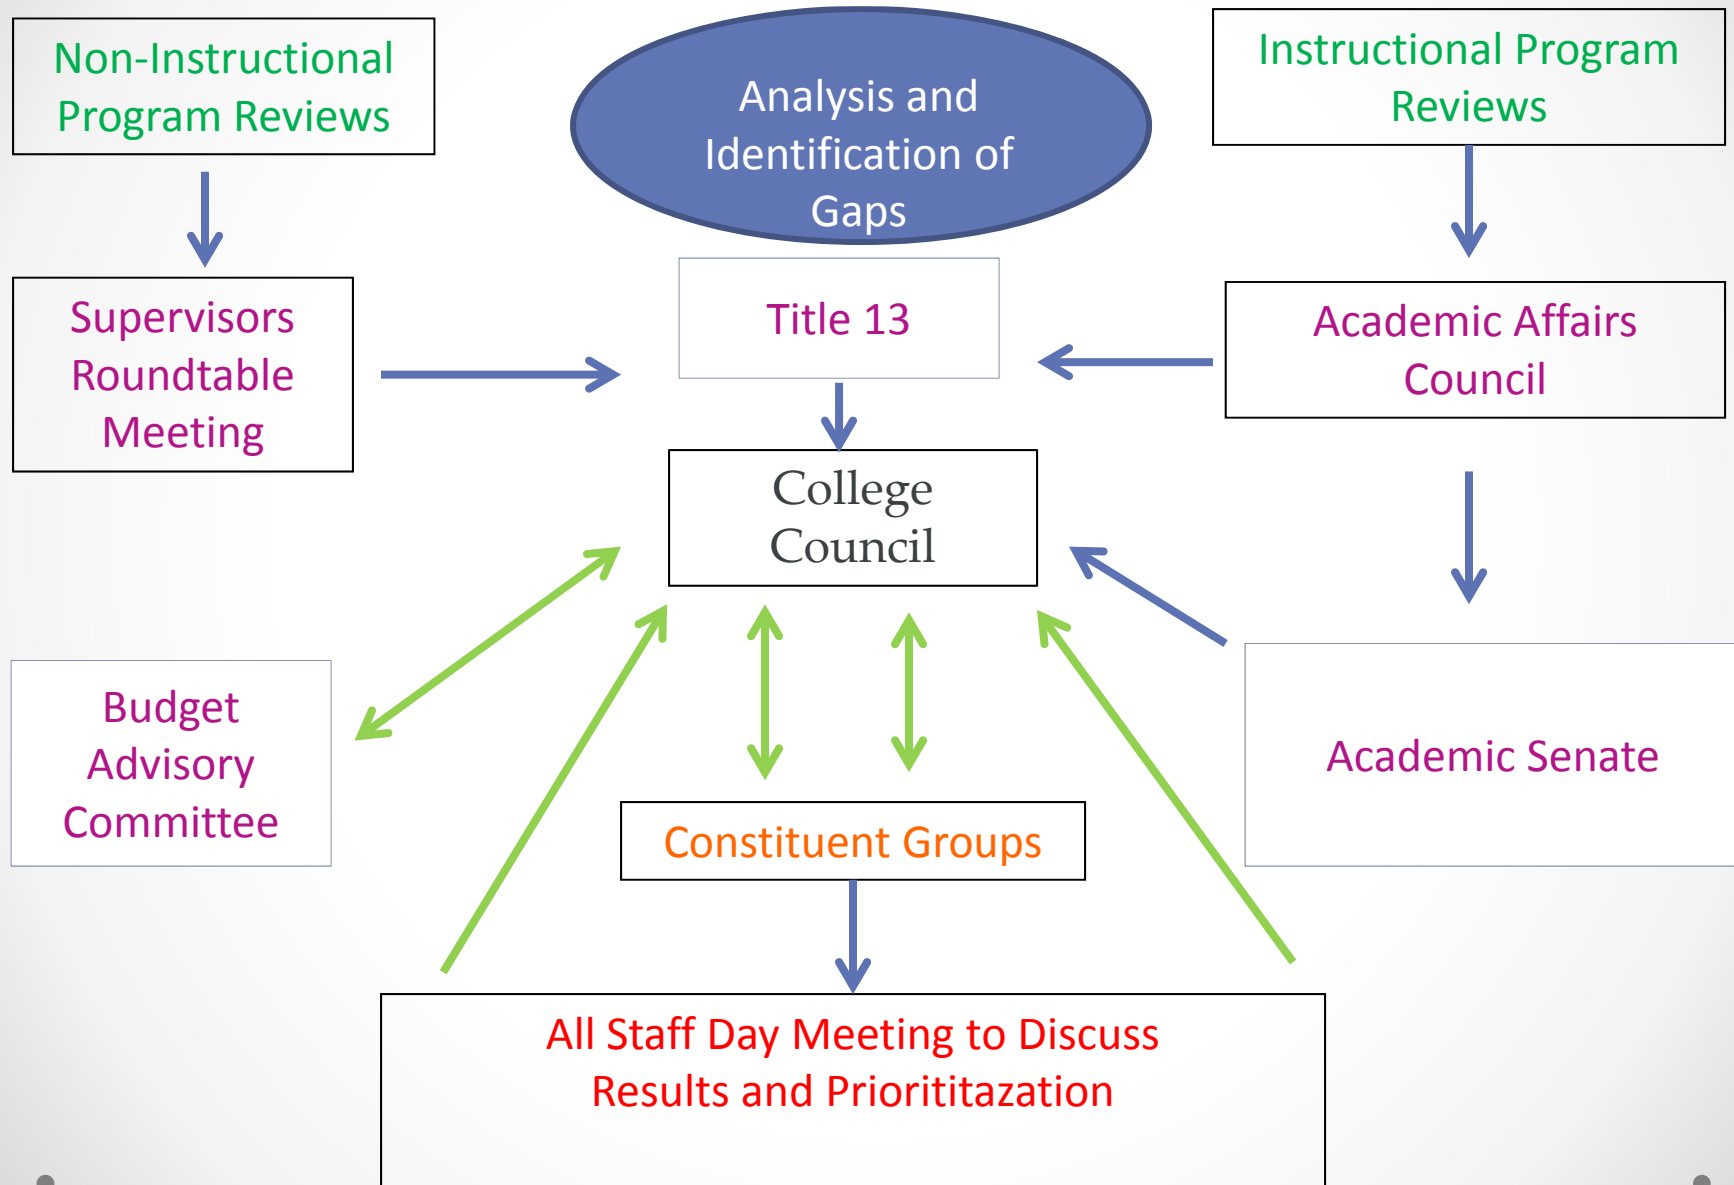 Non-Instructional
Program Reviews
Analysis and
Identification of
Gaps
Instructional Program
Reviews
Supervisors
Roundtable
Meeting
Title 13
Academic Affairs
Council
College
Council
Budget
Advisory
Committee
Academic Senate
Constituent Groups
All Staff Day Meeting to Discuss
Results and Priorititazation